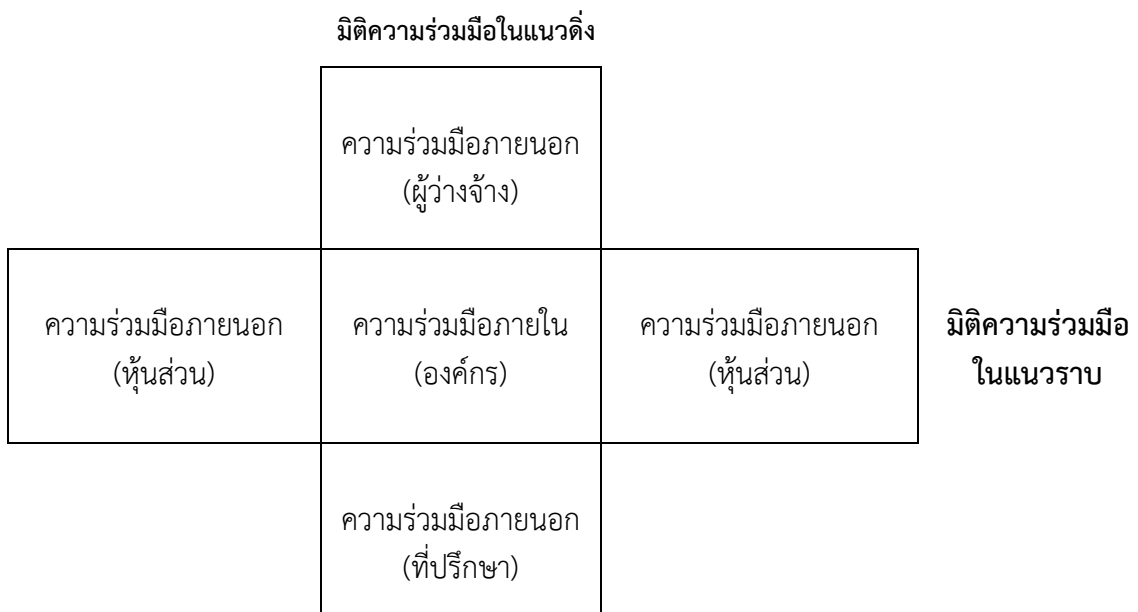 มิติความร่วมมือในแนวดิ่ง
ความร่วมมือภายนอก
(ผู้ว่างจ้าง)
ความร่วมมือภายนอก
(หุ้นส่วน)
ความร่วมมือภายใน
(องค์กร)
ความร่วมมือภายนอก
(หุ้นส่วน)
มิติความร่วมมือ
ในแนวราบ
ความร่วมมือภายนอก
(ที่ปรึกษา)